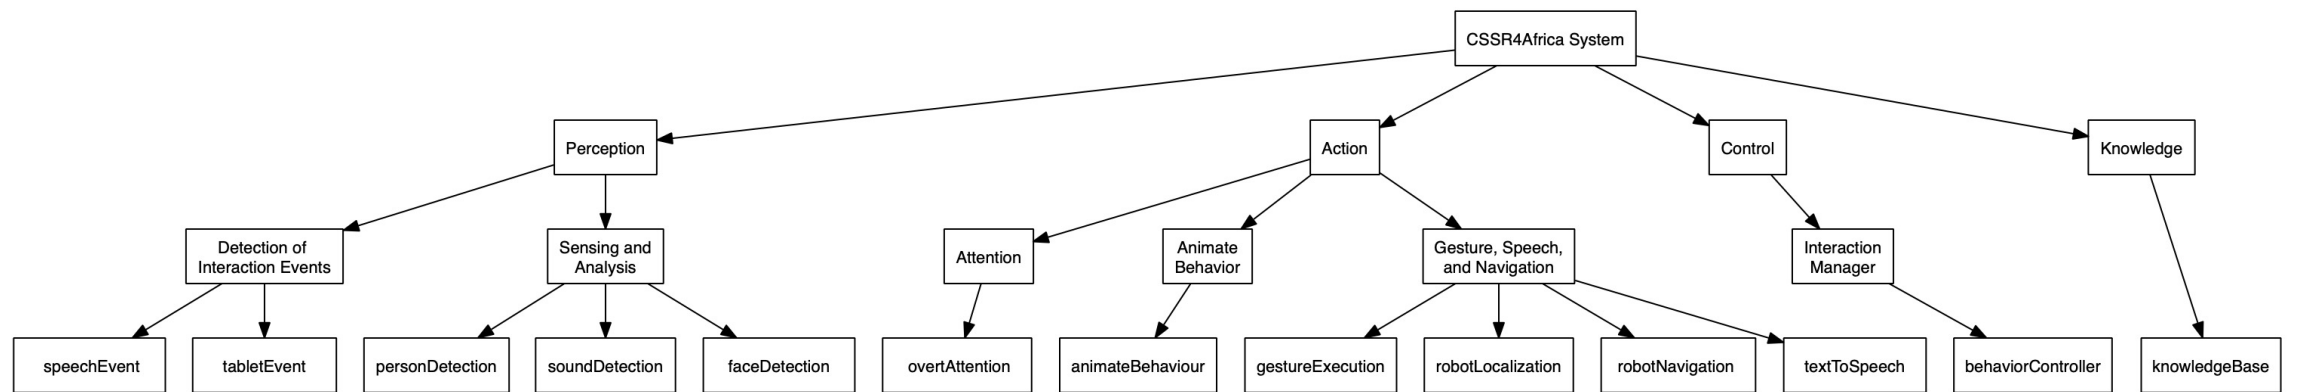 CSSR4Africa System
Perception
Action
Control
Knowledge
Detection of
Interaction Events
Sensing and
Analysis
Attention
Animate
Behavior
Gesture, Speech,
and Navigation
Interaction
Manager
speechEvent
tabletEvent
personDetection
soundDetection
faceDetection
overtAttention
animateBehaviour
gestureExecution
robotLocalization
robotNavigation
textToSpeech
behaviorController
knowledgeBase